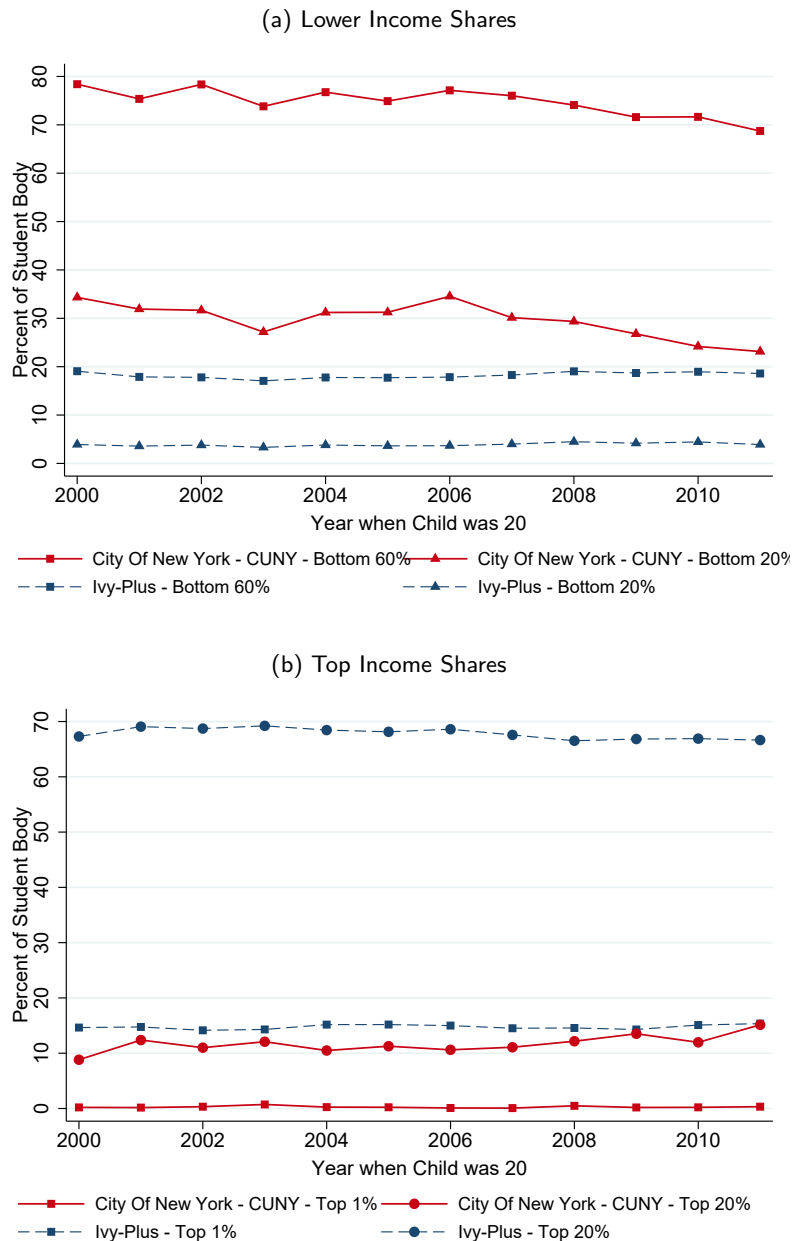 (a) Lower Income Shares
80
70
60
50
40
30
20
10
0
Percent of Student Body
2000 2002 2004 2006 2008 2010
Year when Child was 20
City Of New York - CUNY - Bottom 60% City Of New York - CUNY - Bottom 20%
Ivy-Plus - Bottom 60% Ivy-Plus - Bottom 20%
(b) Top Income Shares
70
60
50
40
30
20
10
0
Percent of Student Body
2000 2002 2004 2006 2008 2010
Year when Child was 20
City Of New York - CUNY - Top 1% City Of New York - CUNY - Top 20%
Ivy-Plus - Top 1% Ivy-Plus - Top 20%